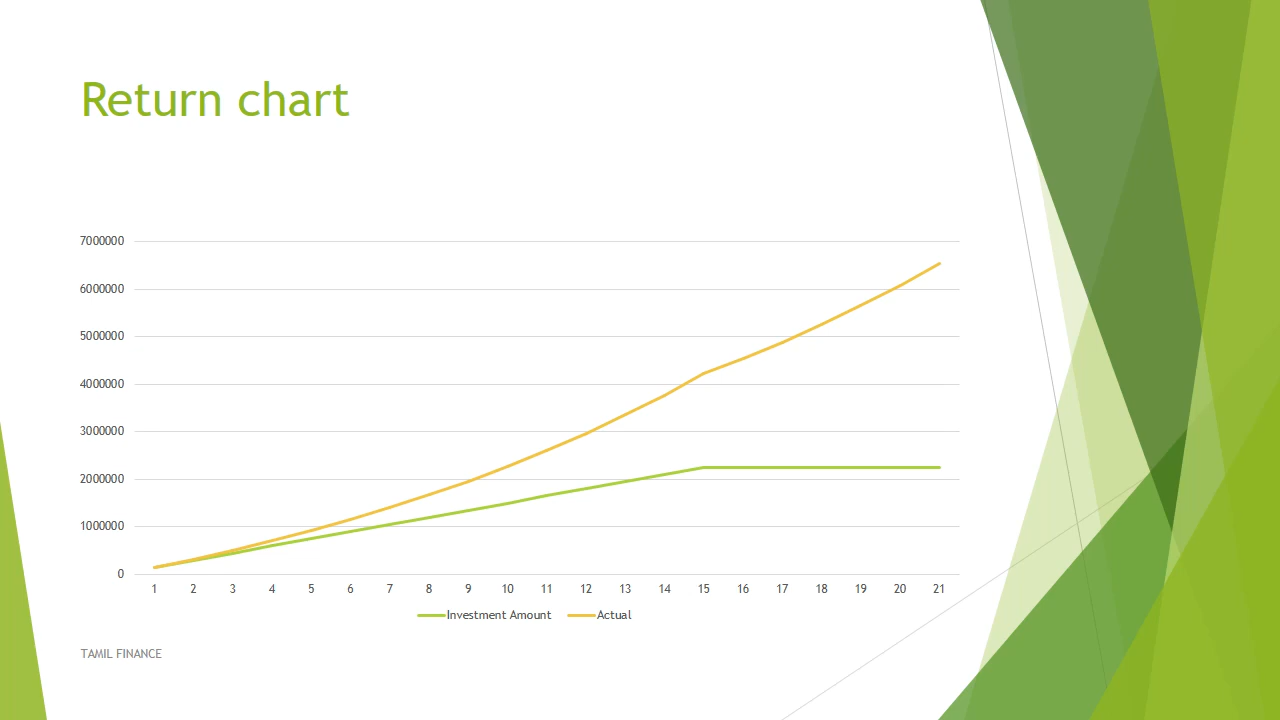 Return chart
7000000
6000000
5000000
4000000
3000000
2000000
1000000
0
1 2 3 4 5 6 7 8 9 10 11 12 13 14 15 16 17 18 19 20 21
Investment Amount Actual
TAMIL FINANCE